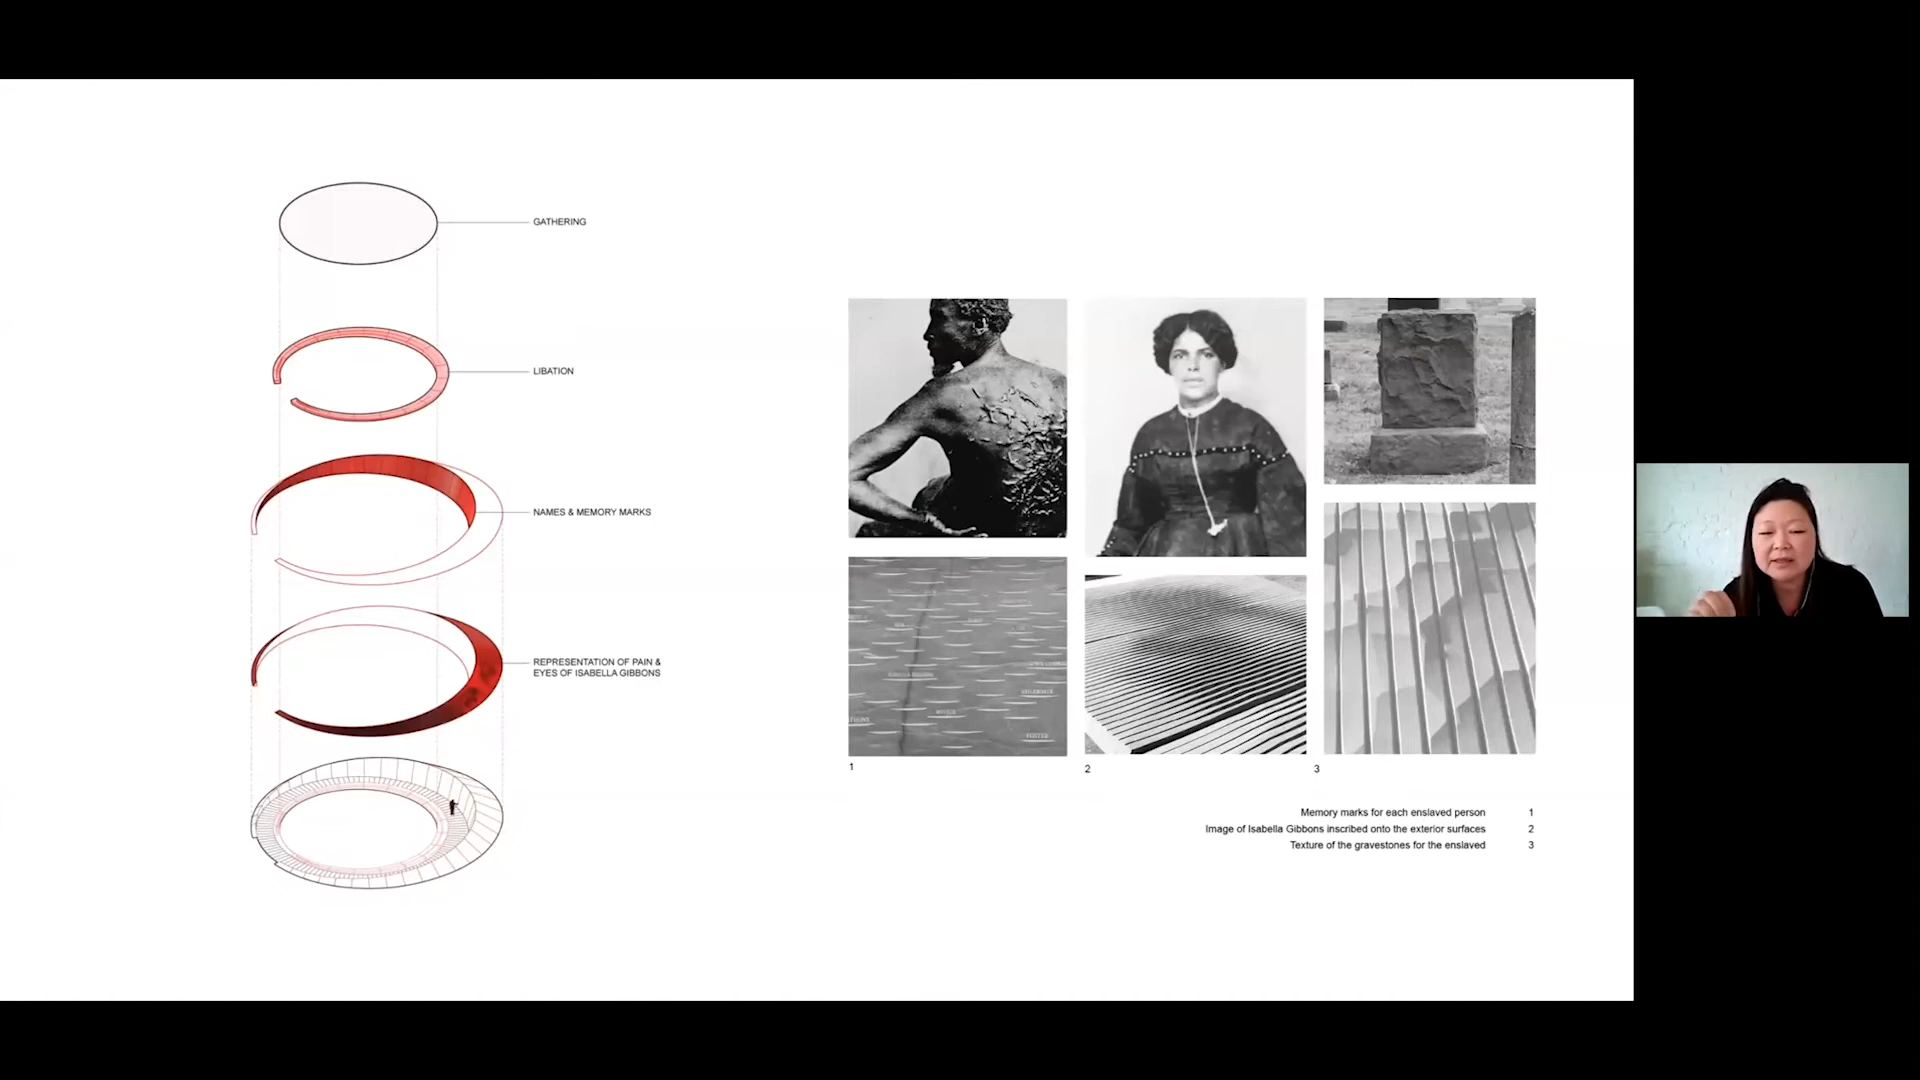 GATHERING
LIBATION
NAMES & MEMORY MARKS
REPRESENTATION OF PAIN &
EYES OF ISABELLA GIBBONS
1
2
3
Memory marks for each enslaved person 1
Image of Isabella Gibbons inscribed onto the exterior surfaces 2
Texture of the gravestones for the enslaved 3